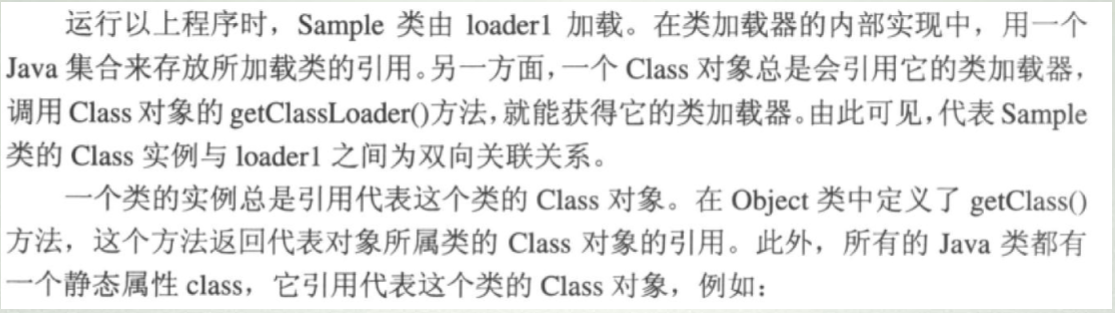 运行以上程序时，Sample 类由 loader1 加载。在类加载器的内部实现中，用一个
Java 集合来存放所加载类的引用。另一方面，一个 Class 对象总是会引用它的类加载器，
调用 Class 对象的 getClassLoader()方法，就能获得它的类加载器。由此可见，代表 Sample
类的 Class 实例与 loader1 之间为双向关联关系。
一个类的实例总是引用代表这个类的 Class 对象。在 Object 类中定义了 getClass()
方法，这个方法返回代表对象所属类的 Class 对象的引用。此外，所有的 Java 类都有
一个静态属性 class，它引用代表这个类的 Class 对象，例如：